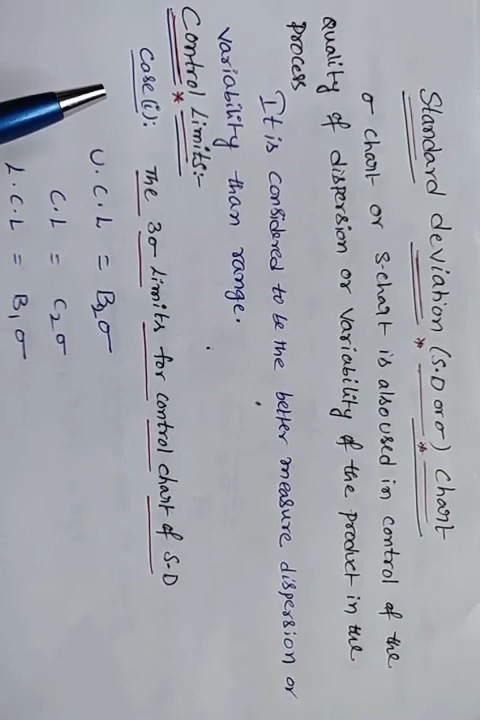 Standard deviation (S.D or σ) chart
σ chart or S-chart is also used in control of the
quality of dispersion or variability of the product in the
process
It is considered to be the better measure dispersion or
variability than range.
Control Limits:-
Case(i): The 3σ limits for control chart of S.D
U.C.L = B2σ
C.L = C2σ
L.C.L = B1σ